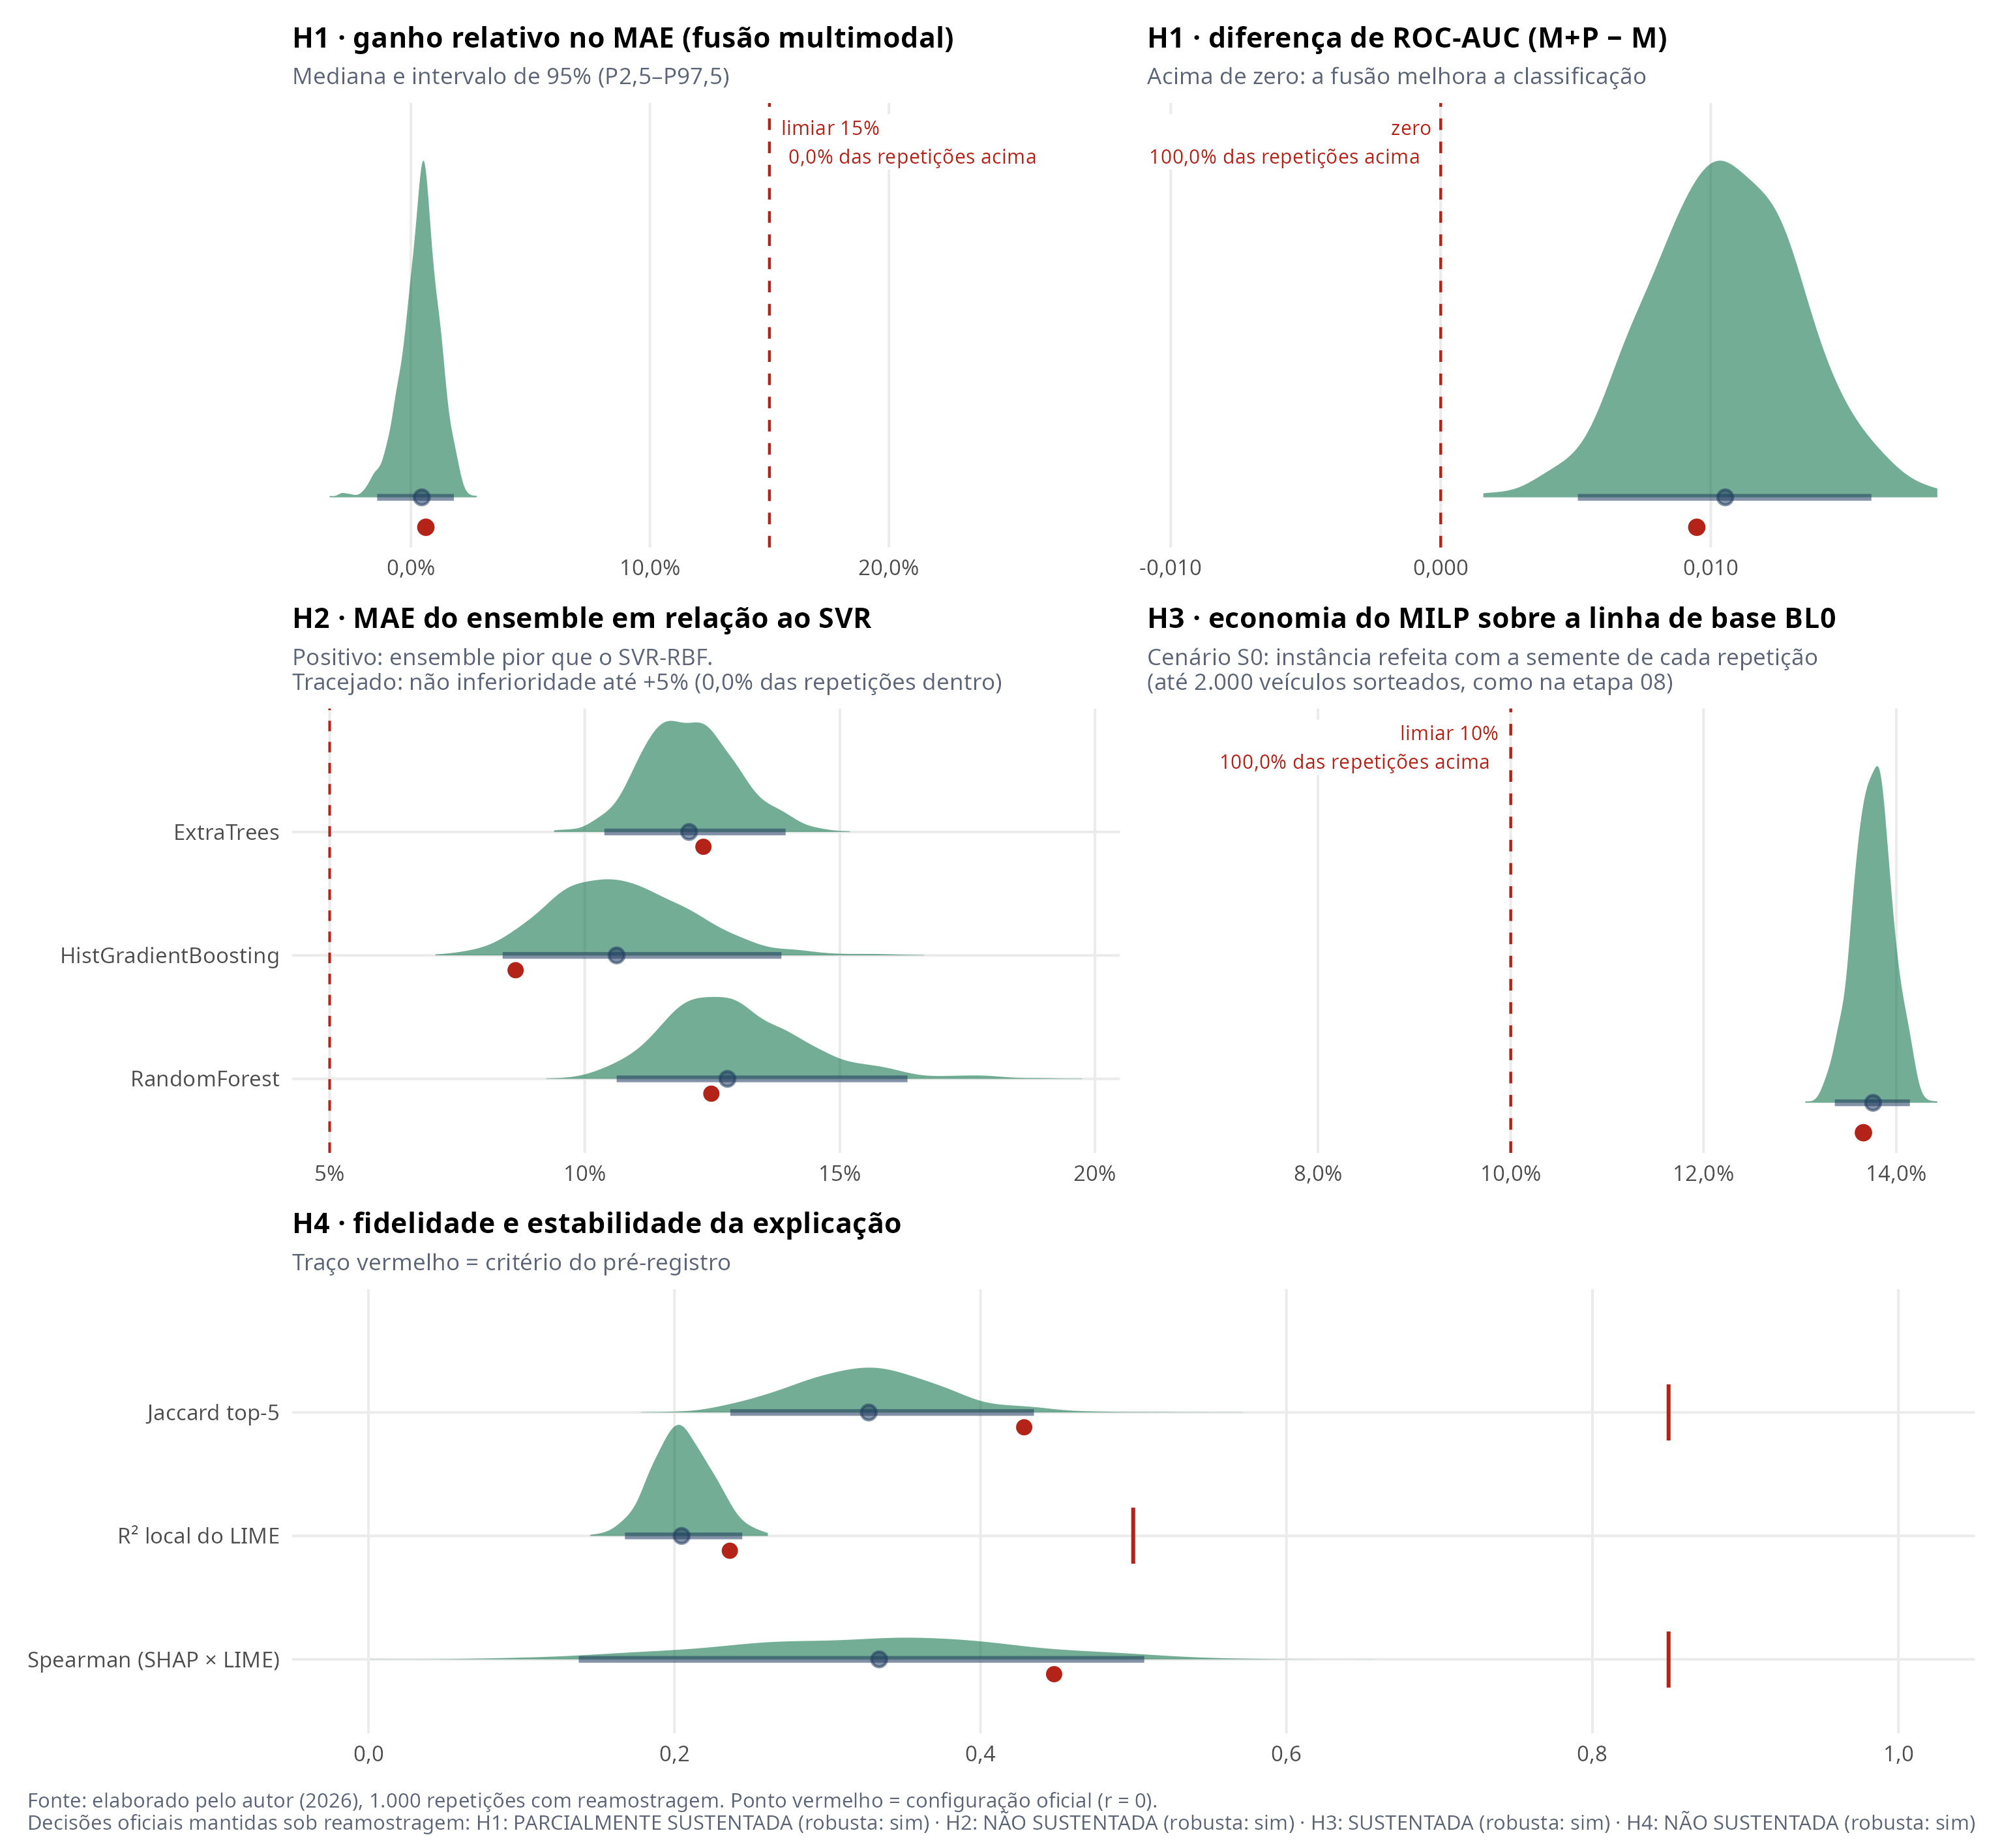 H1 · ganho relativo no MAE (fusão multimodal)
Mediana e intervalo de 95% (P2,5–P97,5)
limiar 15%
0,0% das repetições acima
0,0%
10,0%
20,0%
H1 · diferença de ROC-AUC (M+P − M)
Acima de zero: a fusão melhora a classificação
zero
100,0% das repetições acima
-0,010
0,000
0,010
H2 · MAE do ensemble em relação ao SVR
Positivo: ensemble pior que o SVR-RBF.
Tracejado: não inferioridade até +5% (0,0% das repetições dentro)
ExtraTrees
HistGradientBoosting
RandomForest
5%
10%
15%
20%
H3 · economia do MILP sobre a linha de base BL0
Cenário S0: instância refeita com a semente de cada repetição
(até 2.000 veículos sorteados, como na etapa 08)
limiar 10%
100,0% das repetições acima
8,0%
10,0%
12,0%
14,0%
H4 · fidelidade e estabilidade da explicação
Traço vermelho = critério do pré-registro
Jaccard top-5
R² local do LIME
Spearman (SHAP × LIME)
0,0
0,2
0,4
0,6
0,8
1,0
Fonte: elaborado pelo autor (2026), 1.000 repetições com reamostragem. Ponto vermelho = configuração oficial (r = 0).
Decisões oficiais mantidas sob reamostragem: H1: PARCIALMENTE SUSTENTADA (robusta: sim) · H2: NÃO SUSTENTADA (robusta: sim) · H3: SUSTENTADA (robusta: sim) · H4: NÃO SUSTENTADA (robusta: sim)